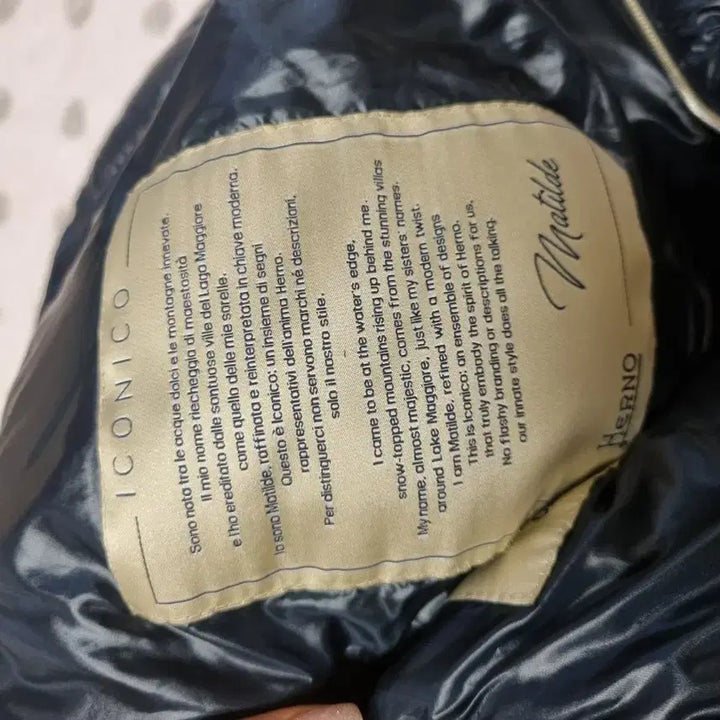 ICONICO
Sono nata tra le acque dolci e le montagne innevate.
Il mio nome riecheggia di maestosità
e l'ho ereditato dalle sontuose ville del Lago Maggiore
come quello delle mie sorelle.
Io sono Matilde, raffinata e reinterpretata in chiave moderna.
Questo è Iconico: un insieme di segni
rappresentativi dell'anima Herno.
Per distinguerci non servono marchi né descrizioni,
solo il nostro stile.
I came to be at the water's edge,
snow-topped mountains rising up behind me.
My name, almost majestic, comes from the stunning villas
around Lake Maggiore, just like my sisters' names.
I am Matilde, refined with a modern twist.
This is Iconico: an ensemble of designs
that truly embody the spirit of Herno.
No flashy branding or descriptions for us,
our innate style does all the talking.
Matilde
HERNO